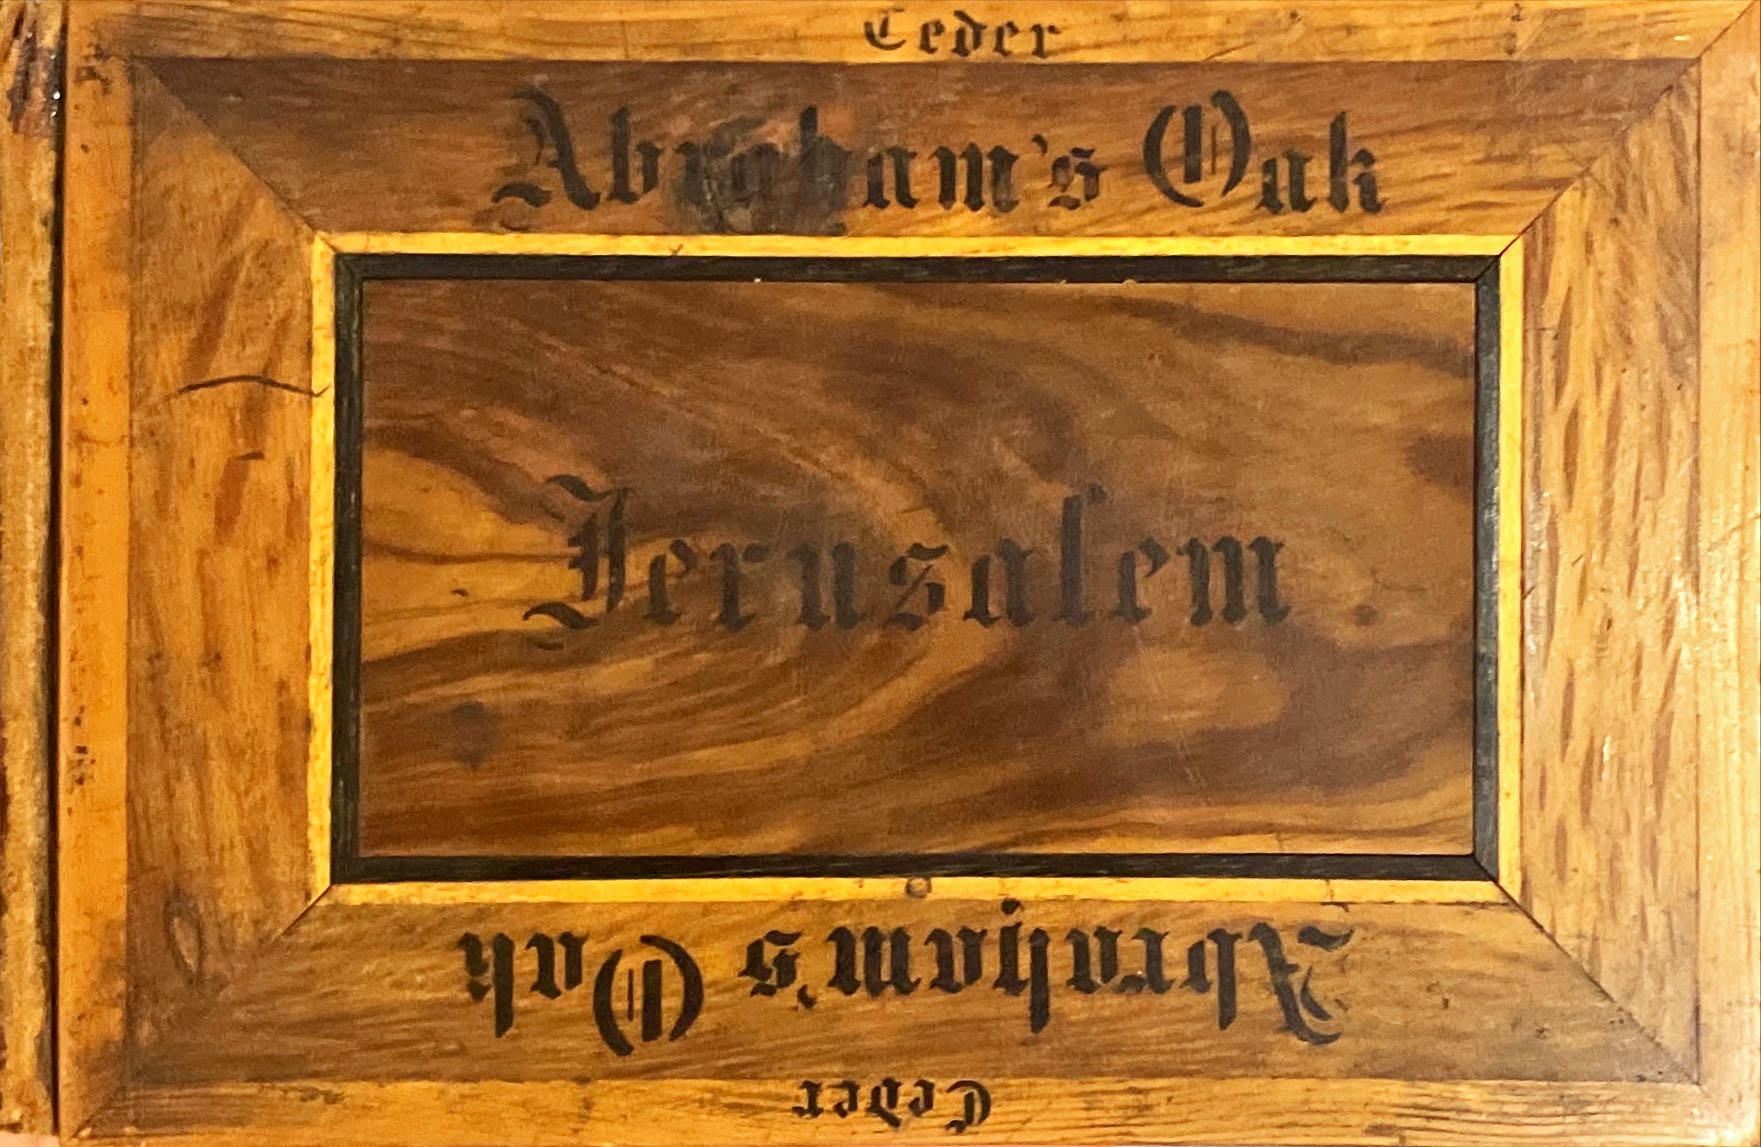 Ceder
Abraham's Oak
Jerusalem
Abraham's Oak
Ceder